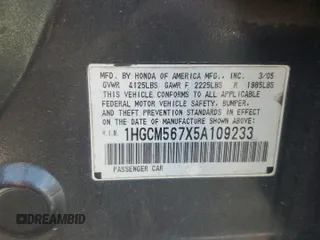 MFD. BY HONDA OF AMERICA MFG., INC. 3/05
GVWR 4125LBS GAWR F 2225LBS R 1985LBS
THIS VEHICLE CONFORMS TO ALL APPLICABLE
FEDERAL MOTOR VEHICLE SAFETY, BUMPER,
AND THEFT PREVENTION STANDARDS IN EFFECT
ON THE DATE OF MANUFACTURE SHOWN ABOVE.
V.I.N. 1HGCM567X5A109233
PASSENGER CAR
DREAMBID